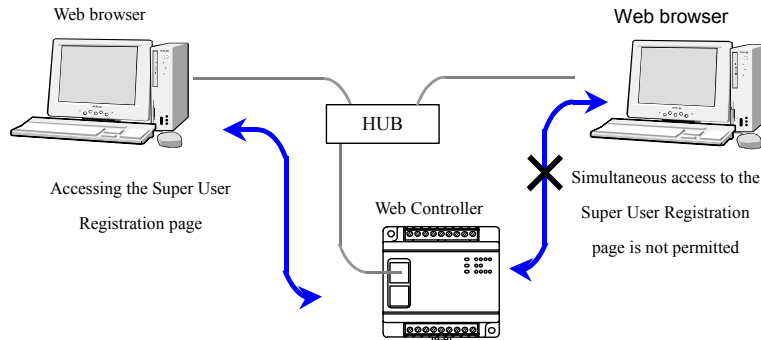 Web browser
Web browser
HUB
Accessing the Super User
Registration page
Simultaneous access to the
Super User Registration
page is not permitted
Web Controller